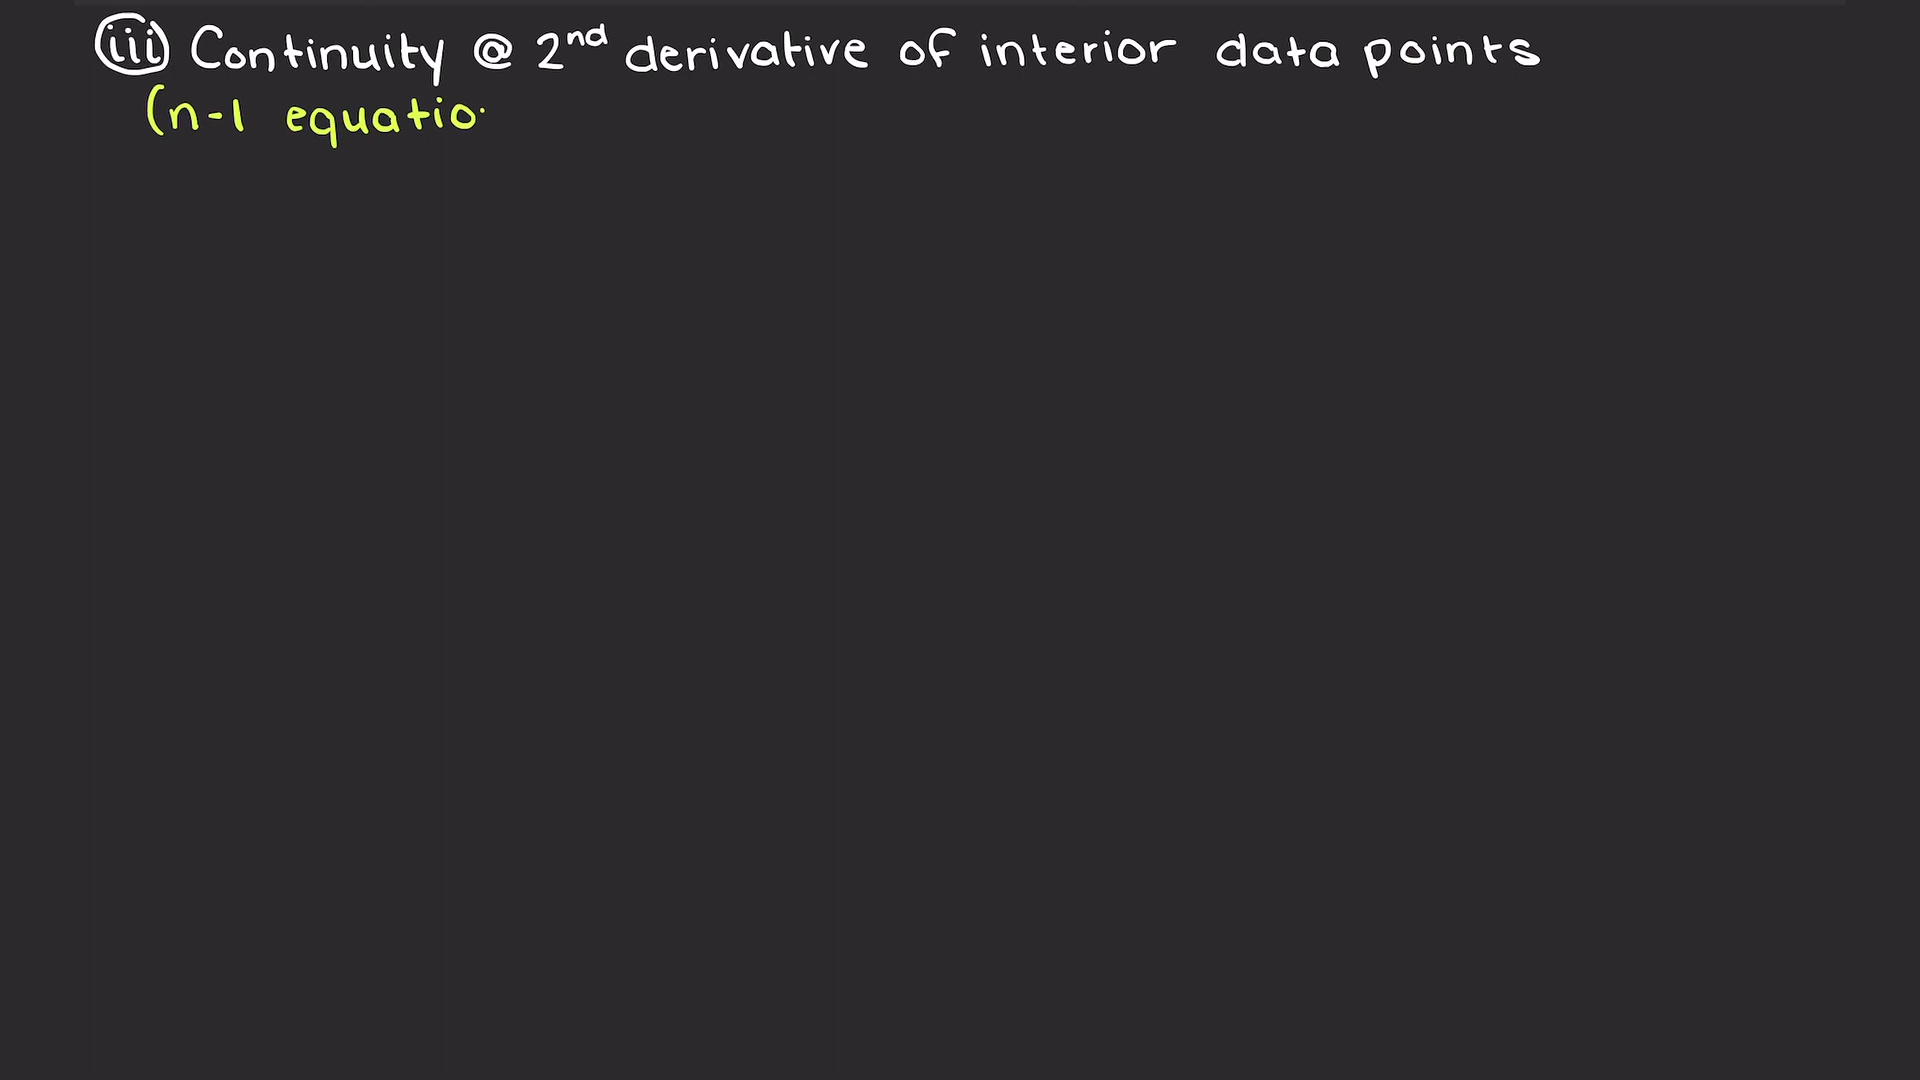 (iii) Continuity @ 2nd derivative of interior data points
(n-1 equatio